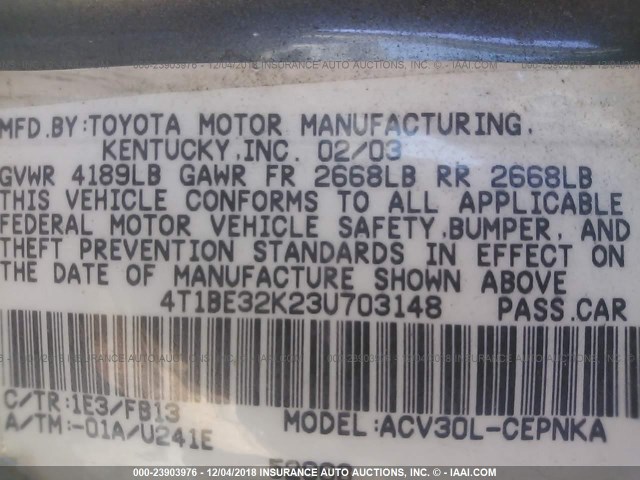 00-23903976 - 12/04/2018 - INSURANCE AUTO AUCTIONS, INC. - IAAI.COM
MFD.BY:TOYOTA MOTOR MANUFACTURING.
KENTUCKY.INC. 02/03
GVWR 4189LB GAWR FR 2668LB RR 2668LB
THIS VEHICLE CONFORMS TO ALL APPLICABLE
FEDERAL MOTOR VEHICLE SAFETY.BUMPER, AND
THEFT PREVENTION STANDARDS IN EFFECT ON
THE DATE OF MANUFACTURE SHOWN ABOVE
4T1BE32K23U703148 PASS.CAR
C/TR:1E3/FB13
A/TM:-01A/U241E
MODEL:ACV30L-CEPNKA
000-23903976 - 12/04/2018 - INSURANCE AUTO AUCTIONS, INC. - IAAI.COM